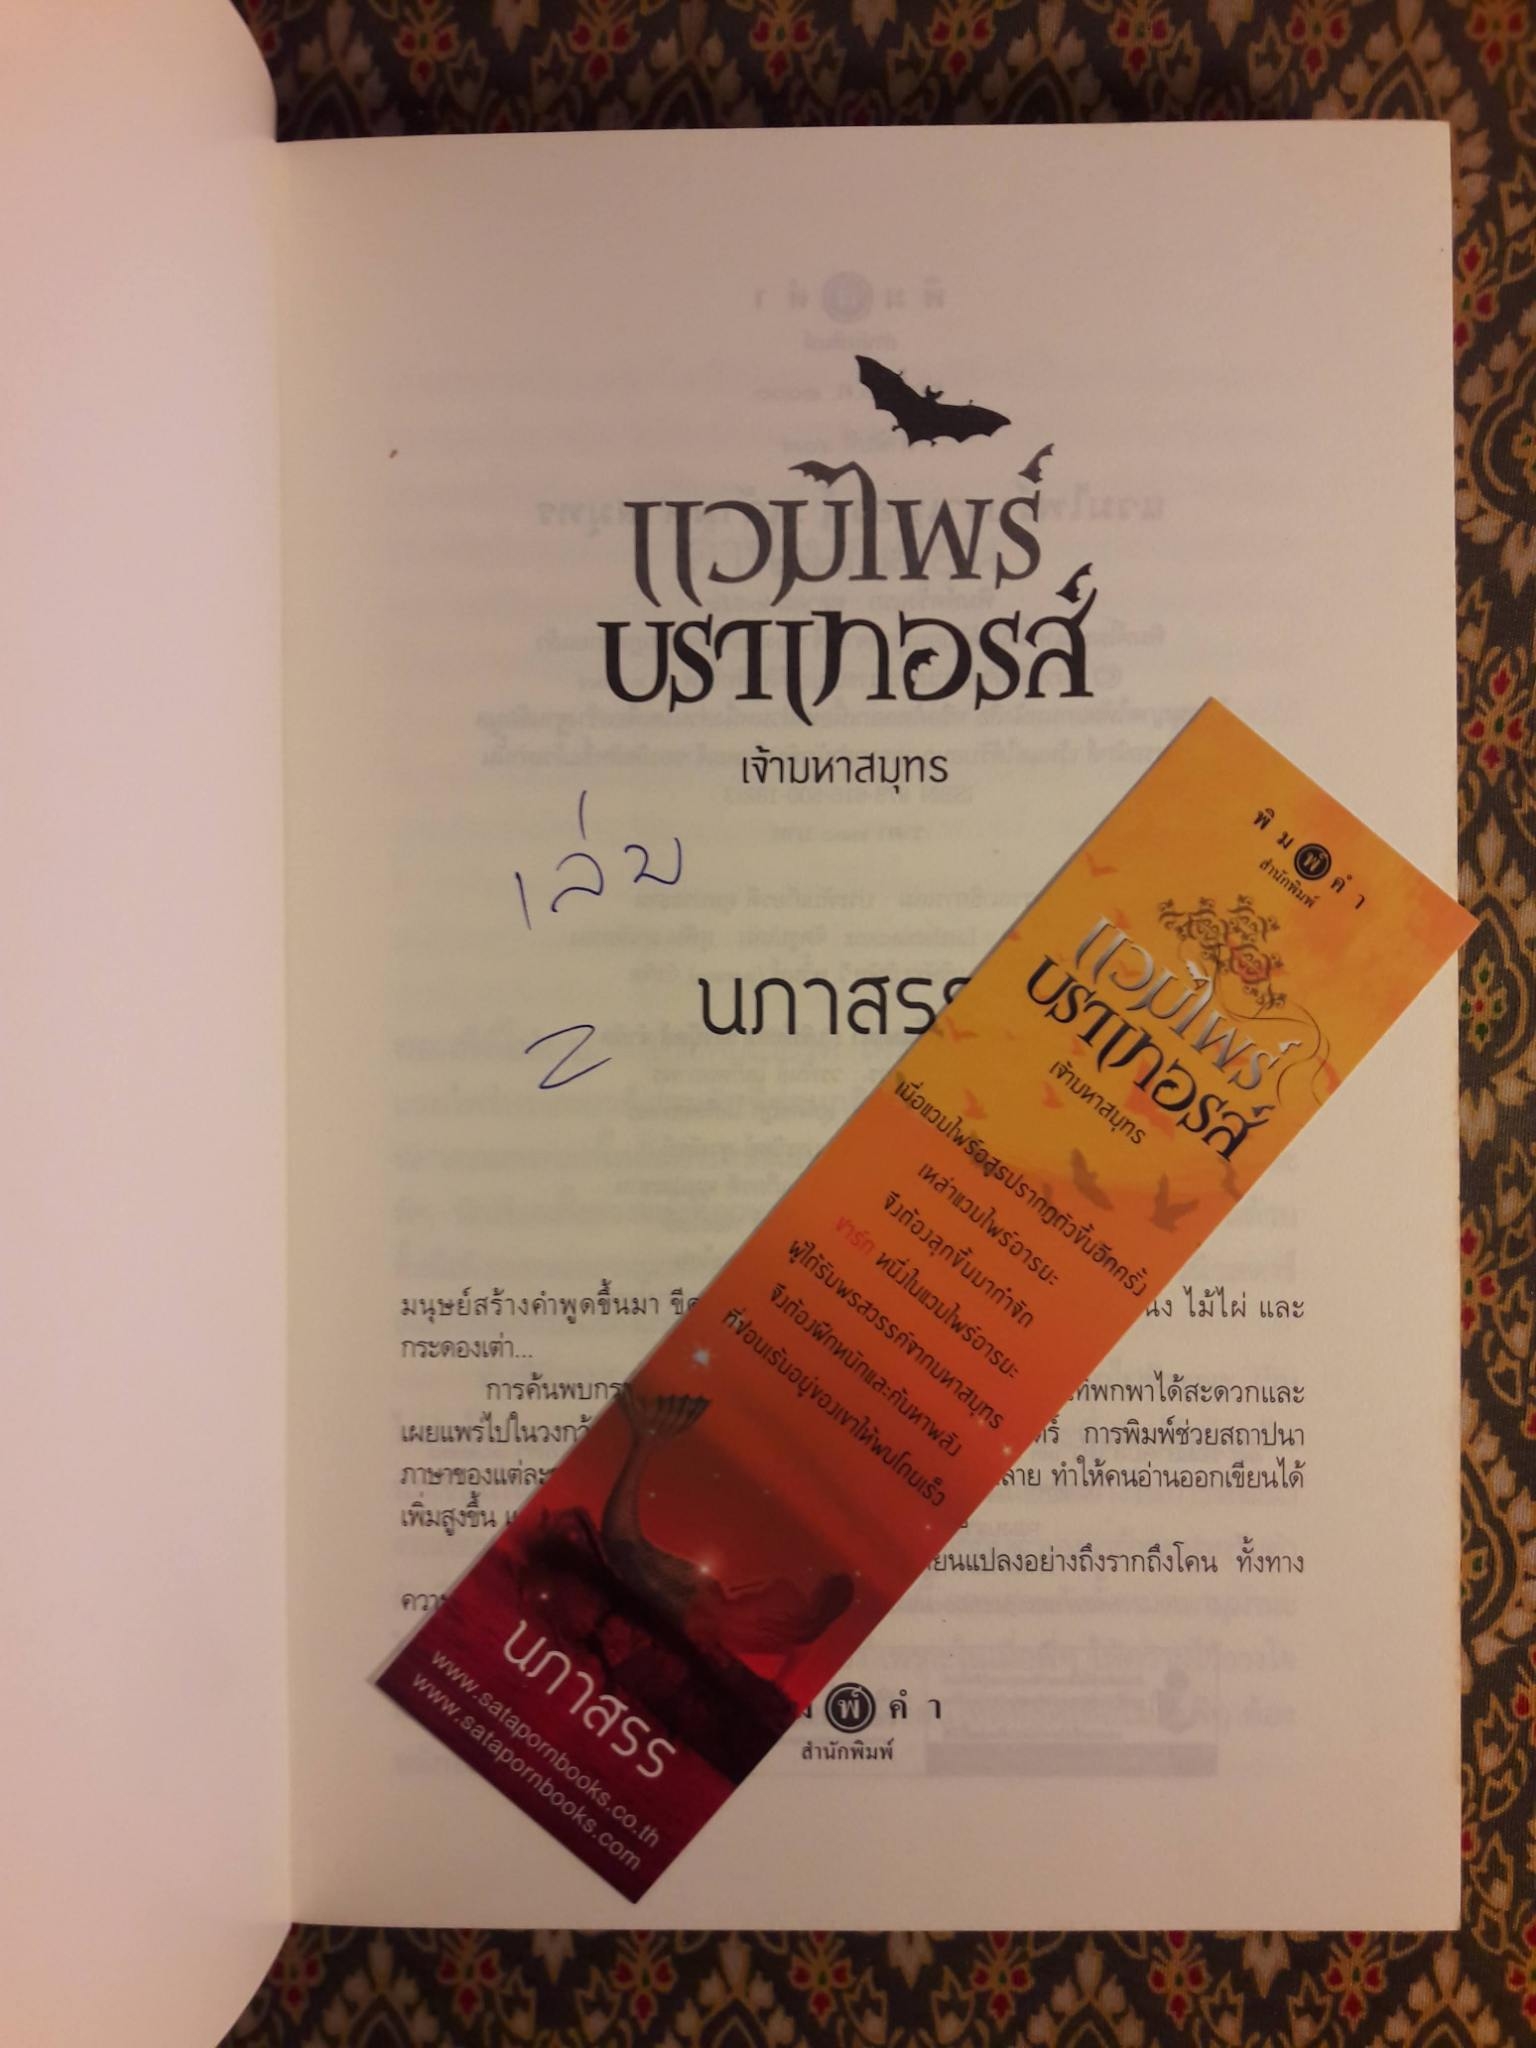 แวมไพร์
บราเทอรส์
เจ้ามหาสมุทร
เล่ม
2
นภาสรร
มนุษย์สร้างคำพูดขึ้นมา
ไม้ไผ่ และ
กระดองเต่า...
การค้นพบ
พกพาได้สะดวกและ
เผยแพร่ไปในวงกว้
การพิมพ์ช่วยสถาปนา
ภาษาของแต่ละ
ทำให้คนอ่านออกเขียนได้
เพิ่มสูงขึ้น
ยนแปลงอย่างถึงรากถึงโคน ทั้งทาง
ความ
ม พ์ คำ
สำนักพิมพ์
พิมพ์คำ
สำนักพิมพ์
แวมไพร์
บราเทอรส์
เจ้ามหาสมุทร
เมื่อแวมไพร์อสูรปรากฏตัวขึ้นอีกครั้ง
เหล่าแวมไพร์อารยะ
จึงต้องลุกขึ้นมากำจัด
ชาร์ก หนึ่งในแวมไพร์อารยะ
ผู้ได้รับพรสวรรค์จากมหาสมุทร
จึงต้องฝึกหนักและค้นหาพลัง
ที่ซ่อนเร้นอยู่ของเขาให้พบโดยเร็ว
นภาสรร
www.satapornbooks.co.th
www.satapornbooks.com